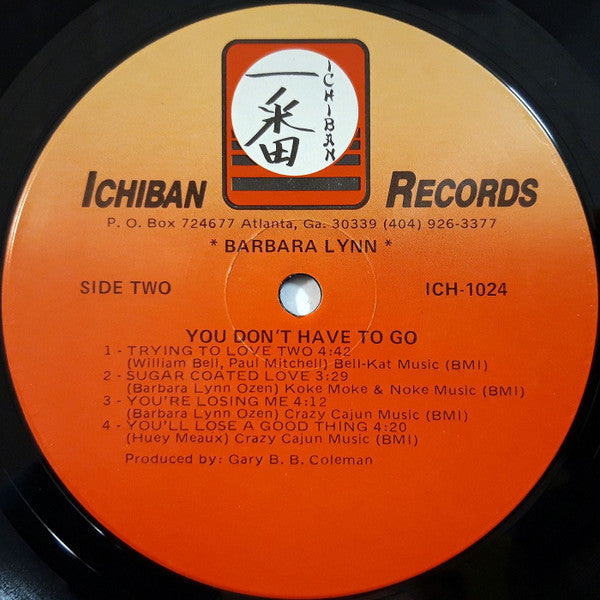 一番
ICHIBAN
ICHIBAN RECORDS
P. O. Box 724677 Atlanta, Ga. 30339 (404) 926-3377
* BARBARA LYNN *
SIDE TWO
ICH-1024
YOU DON'T HAVE TO GO
1 - TRYING TO LOVE TWO 4:42
(William Bell, Paul Mitchell) Bell-Kat Music (BMI)
2 - SUGAR COATED LOVE 3:29
(Barbara Lynn Ozen) Koke Moke & Noke Music (BMI)
3 - YOU'RE LOSING ME 4:12
(Barbara Lynn Ozen) Crazy Cajun Music (BMI)
4 - YOU'LL LOSE A GOOD THING 4:20
(Huey Meaux) Crazy Cajun Music (BMI)
Produced by: Gary B. B. Coleman